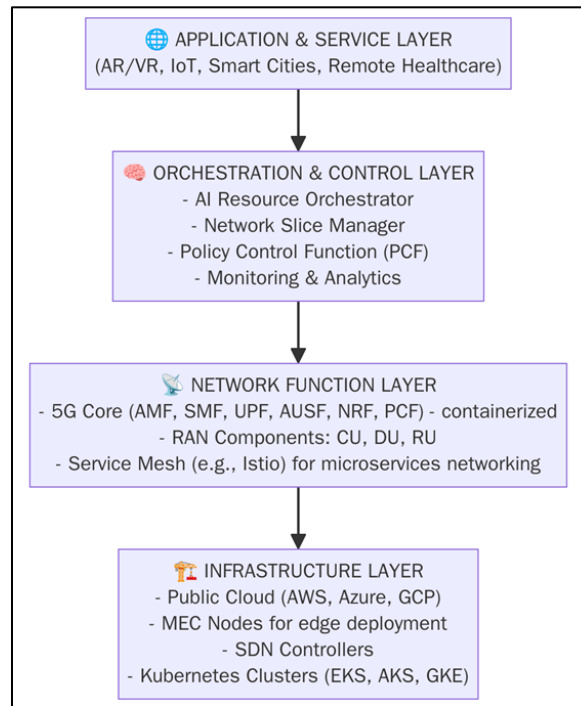 🌐 APPLICATION & SERVICE LAYER
(AR/VR, IoT, Smart Cities, Remote Healthcare)
🧠 ORCHESTRATION & CONTROL LAYER
- AI Resource Orchestrator
- Network Slice Manager
- Policy Control Function (PCF)
- Monitoring & Analytics
📡 NETWORK FUNCTION LAYER
- 5G Core (AMF, SMF, UPF, AUSF, NRF, PCF) - containerized
- RAN Components: CU, DU, RU
- Service Mesh (e.g., Istio) for microservices networking
🏗️ INFRASTRUCTURE LAYER
- Public Cloud (AWS, Azure, GCP)
- MEC Nodes for edge deployment
- SDN Controllers
- Kubernetes Clusters (EKS, AKS, GKE)